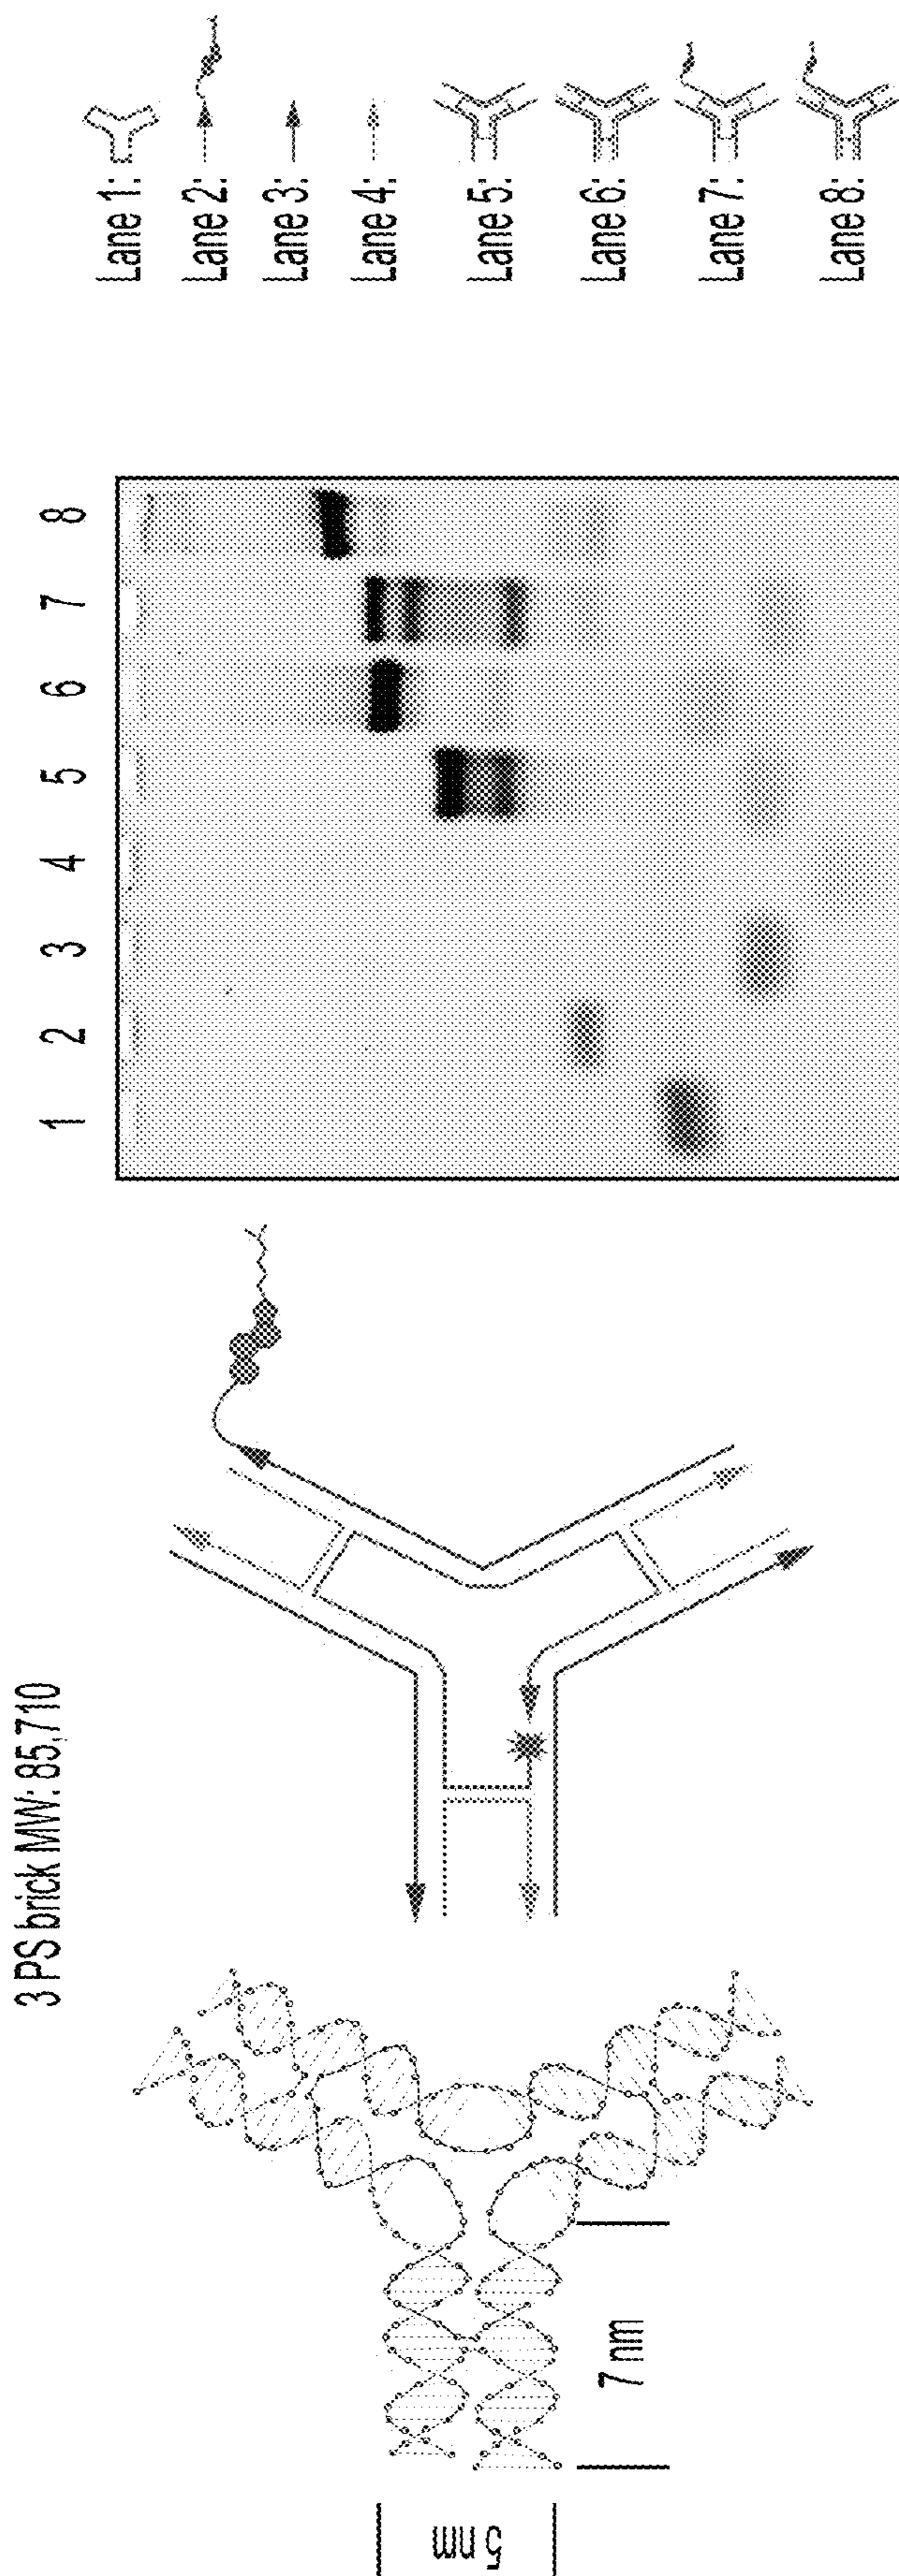 3 PS brick MW: 85,710
5 nm
7 nm
1 2 3 4 5 6 7 8
Lane 1:
Lane 2:
Lane 3:
Lane 4:
Lane 5:
Lane 6:
Lane 7:
Lane 8: